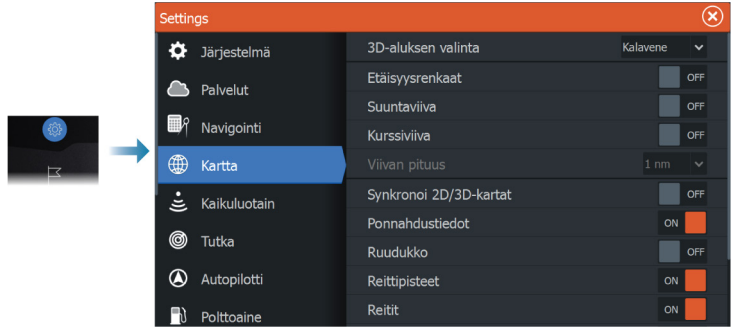 Settings
Järjestelmä
Palvelut
Navigointi
Kartta
Kaikuluotain
Tutka
Autopilotti
Polttoaine
3D-aluksen valinta Kalavene
Etäisyysrenkaat OFF
Suuntaviiva OFF
Kurssiviiva OFF
Viivan pituus 1 nm
Synkronoi 2D/3D-kartat OFF
Ponnahdustiedot ON
Ruudukko OFF
Reittipisteet ON
Reitit ON